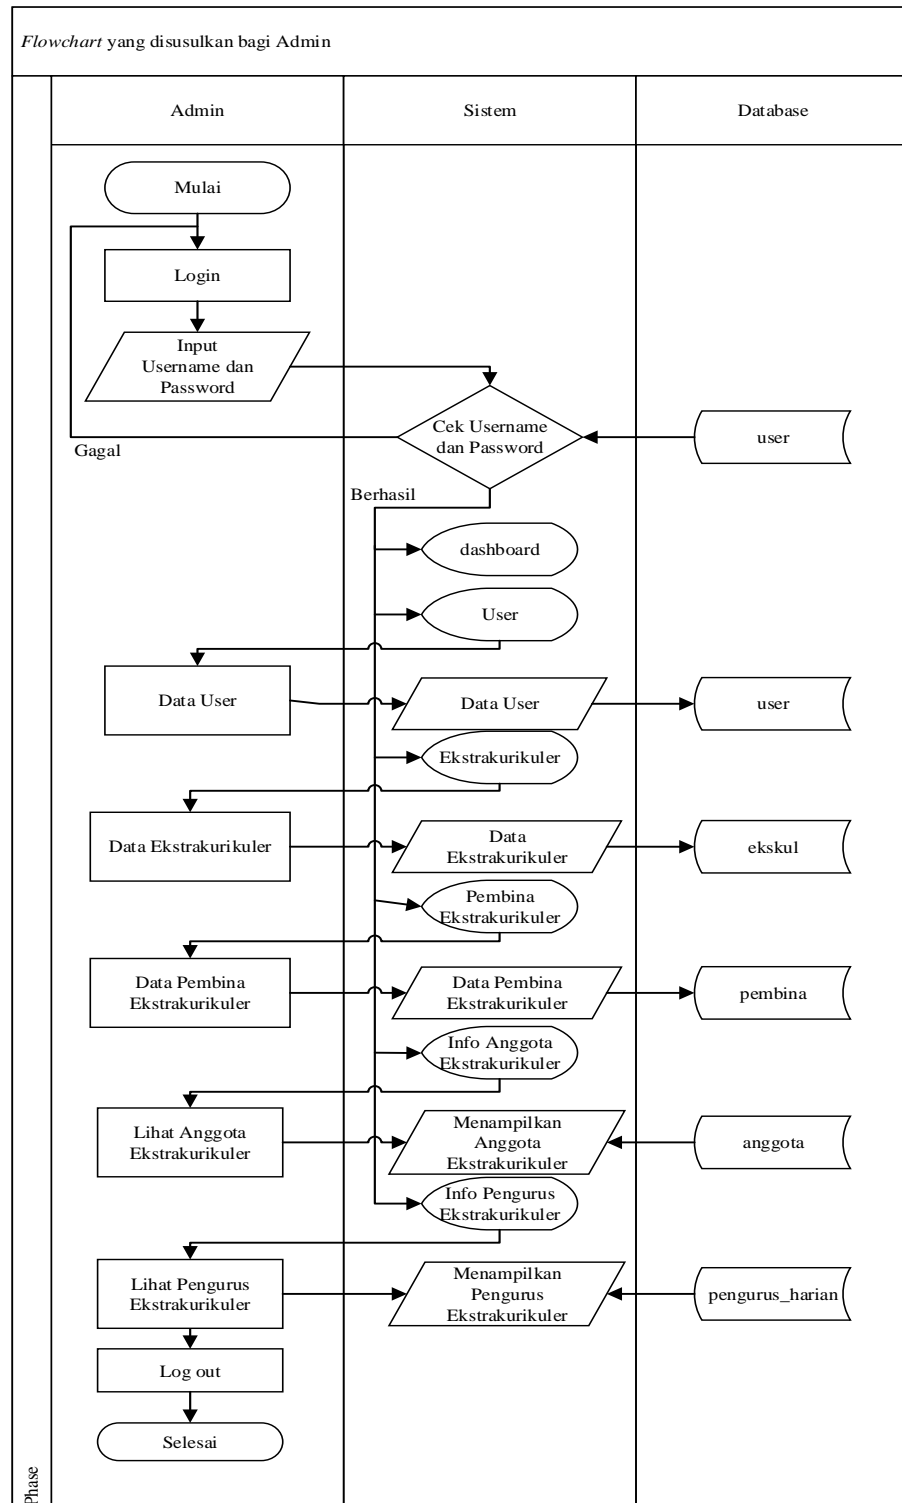 Flowchart yang disusulkan bagi Admin
Admin
Sistem
Database
Mulai
Login
Input
Username dan
Password
Cek Username
dan Password
user
Gagal
Berhasil
dashboard
User
Data User
Data User
user
Ekstrakurikuler
Data Ekstrakurikuler
Data
Ekstrakurikuler
ekskul
Pembina
Ekstrakurikuler
Data Pembina
Ekstrakurikuler
Data Pembina
Ekstrakurikuler
pembina
Info Anggota
Ekstrakurikuler
Lihat Anggota
Ekstrakurikuler
Menampilkan
Anggota
Ekstrakurikuler
anggota
Info Pengurus
Ekstrakurikuler
Lihat Pengurus
Ekstrakurikuler
Menampilkan
Pengurus
Ekstrakurikuler
pengurus_harian
Log out
Selesai
Phase